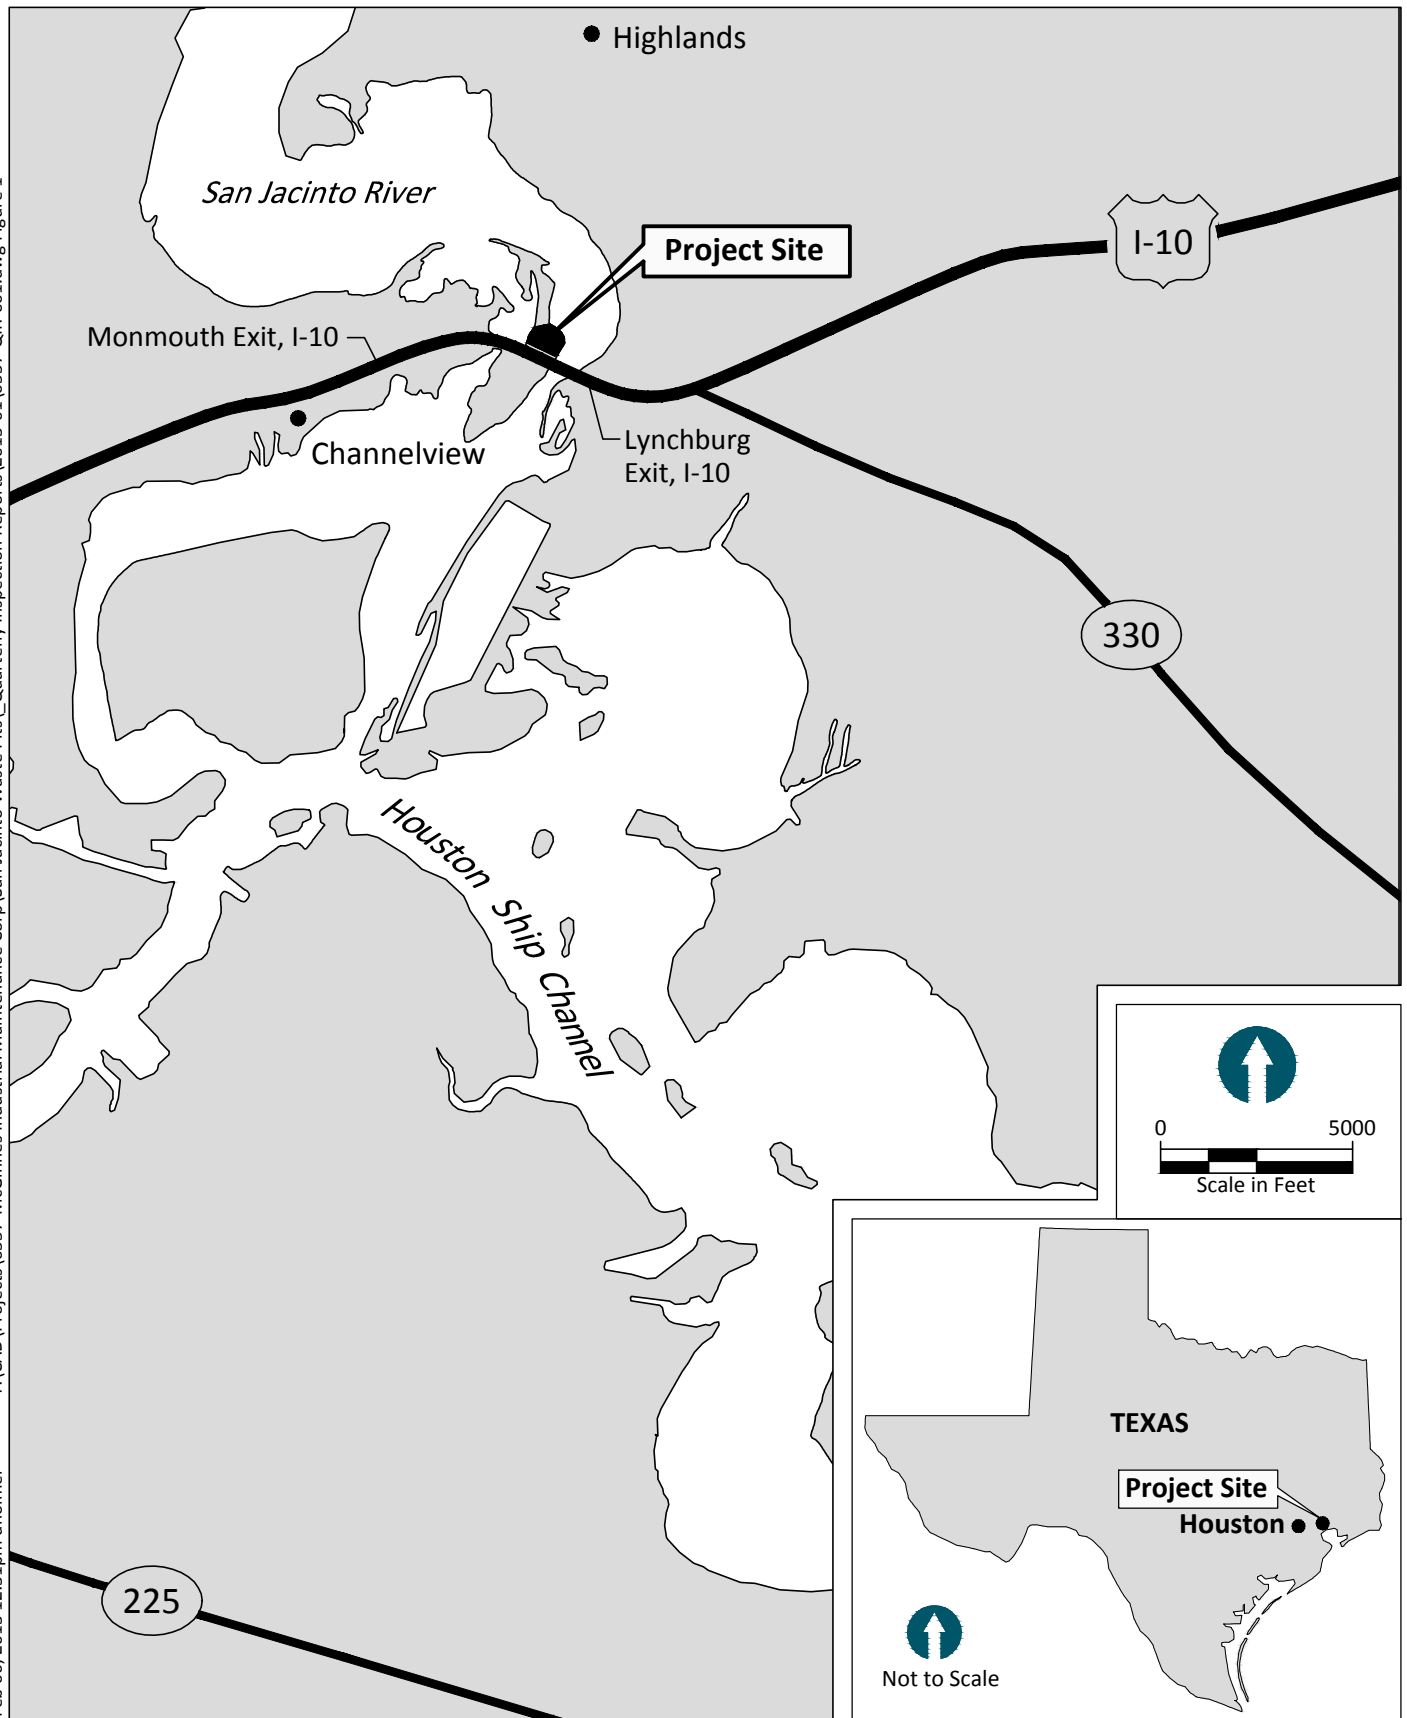 Highlands
San Jacinto River
Project Site
I-10
Monmouth Exit, I-10
Channelview
Lynchburg
Exit, I-10
330
Houston Ship Channel
0 5000
Scale in Feet
TEXAS
Project Site
Houston
225
Not to Scale